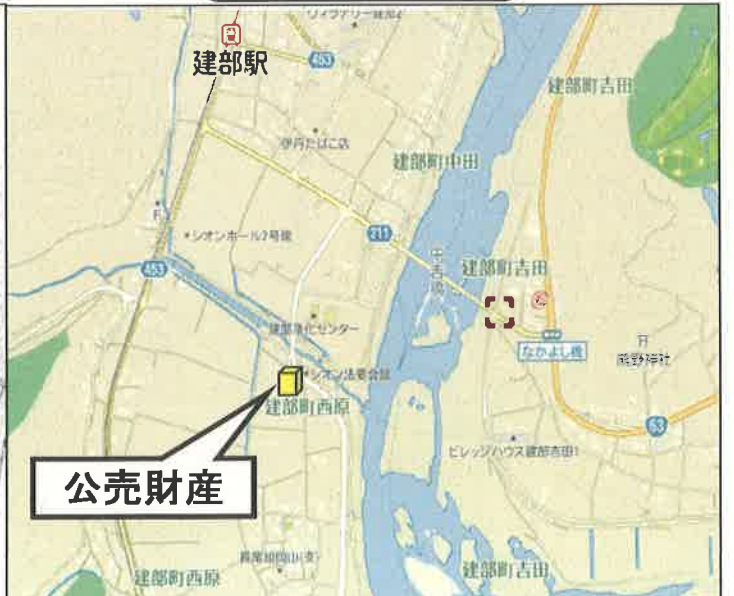 建部駅
453
建部町吉田
伊丹たばこ店
建部町中田
シオンホール2号館
211
建部町吉田
453
建部浄化センター
なかよし橋
熊野神社
シオン法要会館
建部町西原
63
ビレッジハウス建部吉田1
公売財産
建部町西原
建部町吉田